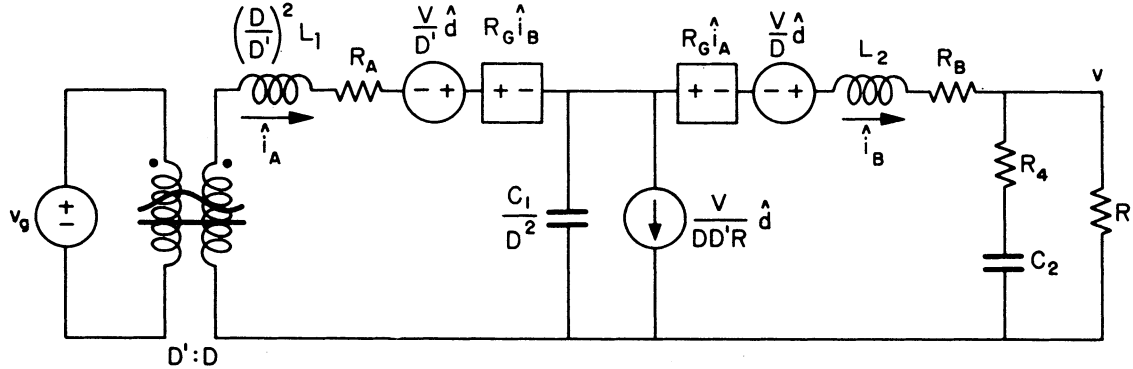 (D/D')² L₁
R_A
V/D' d̂
R_G î_B
R_G î_A
V/D d̂
L₂
R_B
v
- +
+ -
+ -
- +
î_A
î_B
v_g
+
-
C₁/D²
V/DD'R d̂
R₄
R
C₂
D':D